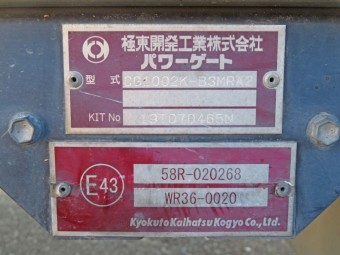 極東開発工業株式会社
パワーゲート
型式
KIT No
E43
58R-020268
WR36-0020
Kyokuto Kaihatsu Kogyo Co., Ltd.